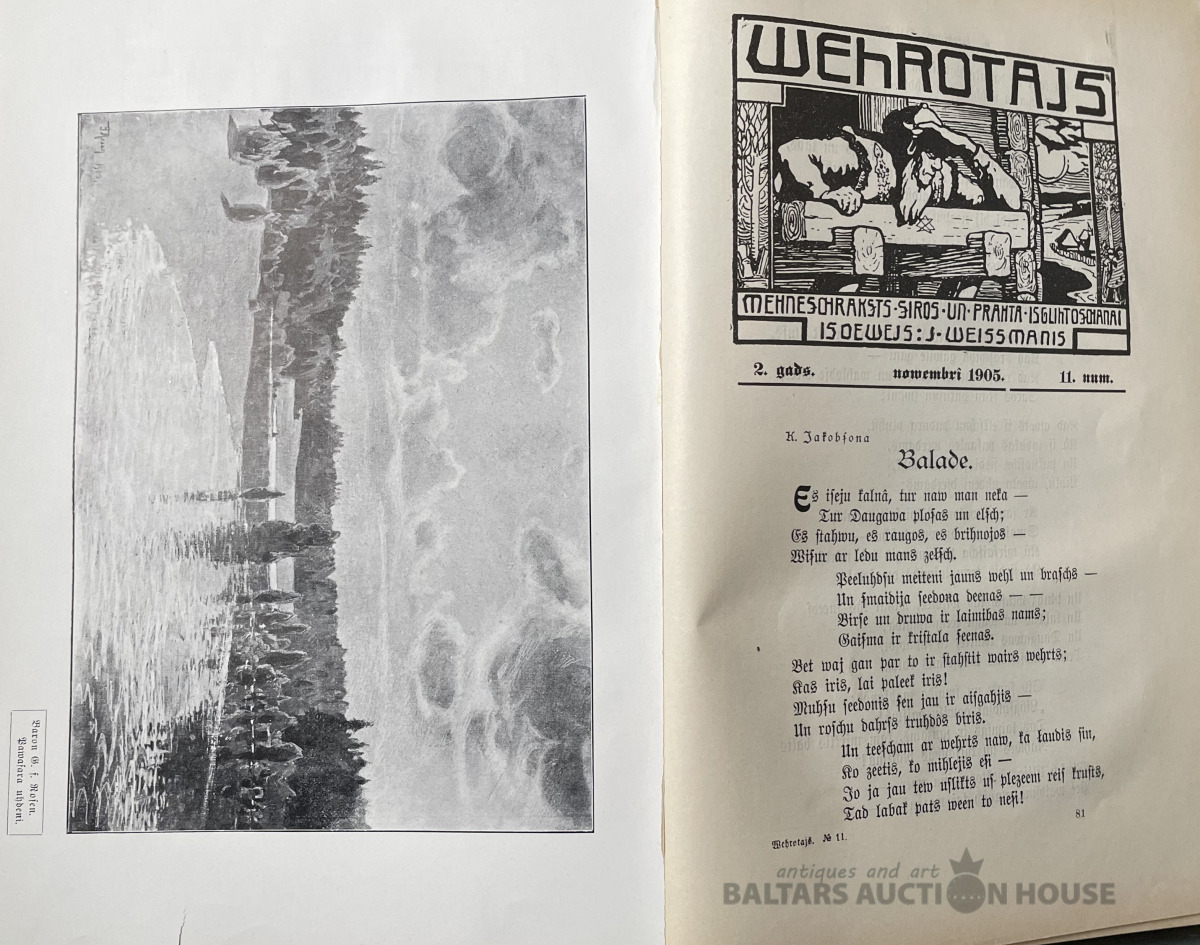 Baron G. f. Rosen.
Pawasara uhdeni.
WEHROTAJS
MEHNESCHRAKSTS·SIROS·UN·PRAHTA·ISGLIHTOSCHANAI
ISDEWEJS: J. WEISSMANIS
2. gads. nowembrî 1905. 11. num.
K. Jakobsona
Balade.
Es iseju kalnâ, tur naw man neka —
Tur Daugawa plosas un elsch;
Es stahwu, es raugos, es brihnojos —
Wisur ar ledu mans zelsch.
Peeluhdsu meiteni jauns wehl un braschs —
Un smaidija seedona deenas — —
Birse un druwa ir laimibas nams;
Gaisma ir kristala seenas.
Bet waj gan par to ir stahstit wairs wehrts;
Kas iris, lai paleek iris!
Muhsu seedonis sen jau ir aisgahjis —
Un roschu dahrss truhdôs biris.
Un teescham ar wehrts naw, ka laudis sin,
Ko zeetis, ko mihlejis esi —
Jo ja jau tew uslikts us plezeem reis krusts,
Tad labak pats ween to nesi!
81
Wehrotajs. № 11.
antiques and art
BALTARS AUCTION HOUSE